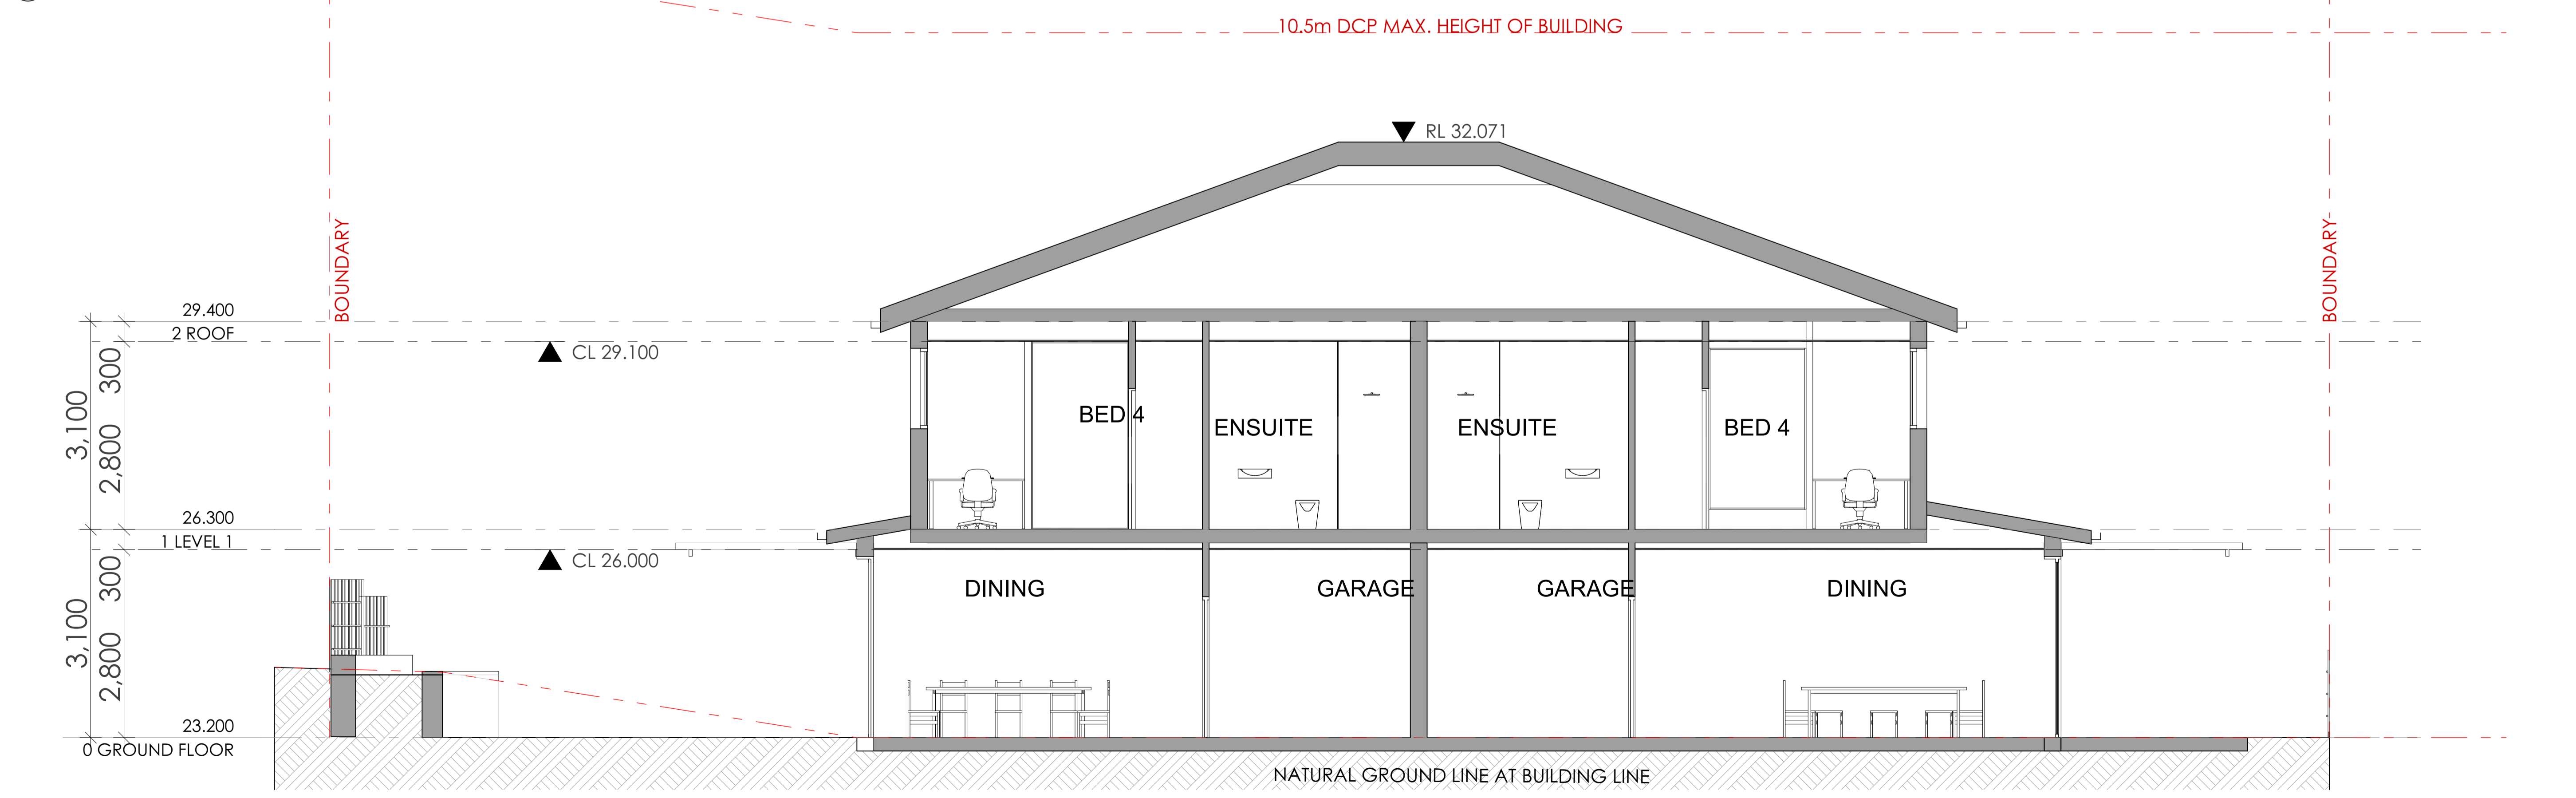 10.5m DCP MAX. HEIGHT OF BUILDING
RL 32.071
BOUNDARY
BOUNDARY
29.400
2 ROOF
CL 29.100
300
3,100
2,800
BED 4
ENSUITE
ENSUITE
BED 4
26.300
1 LEVEL 1
CL 26.000
300
3,100
2,800
DINING
GARAGE
GARAGE
DINING
23.200
0 GROUND FLOOR
NATURAL GROUND LINE AT BUILDING LINE